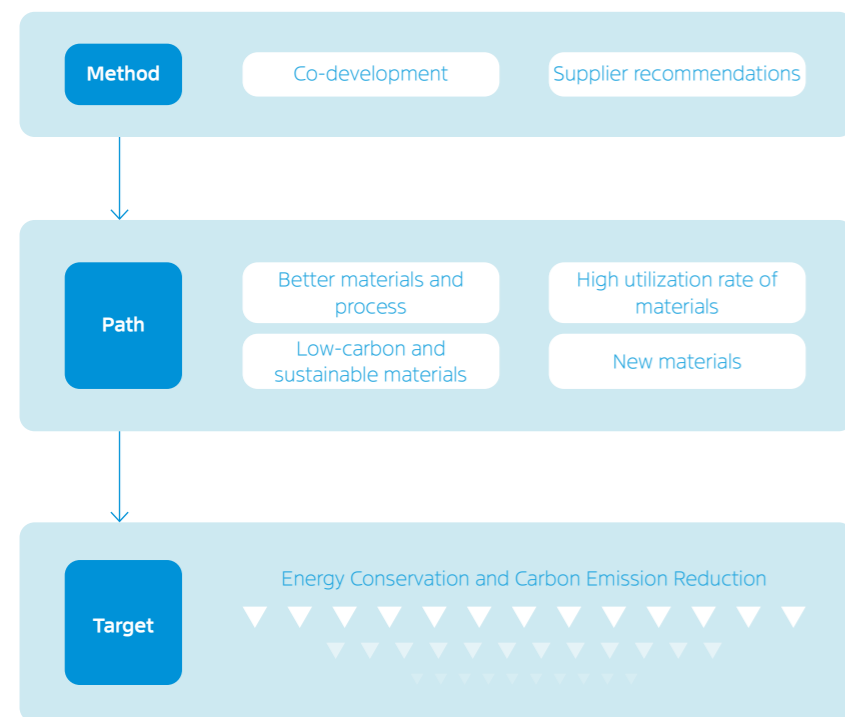 Method
Co-development
Supplier recommendations
Path
Better materials and
process
High utilization rate of
materials
Low-carbon and
sustainable materials
New materials
Target
Energy Conservation and Carbon Emission Reduction